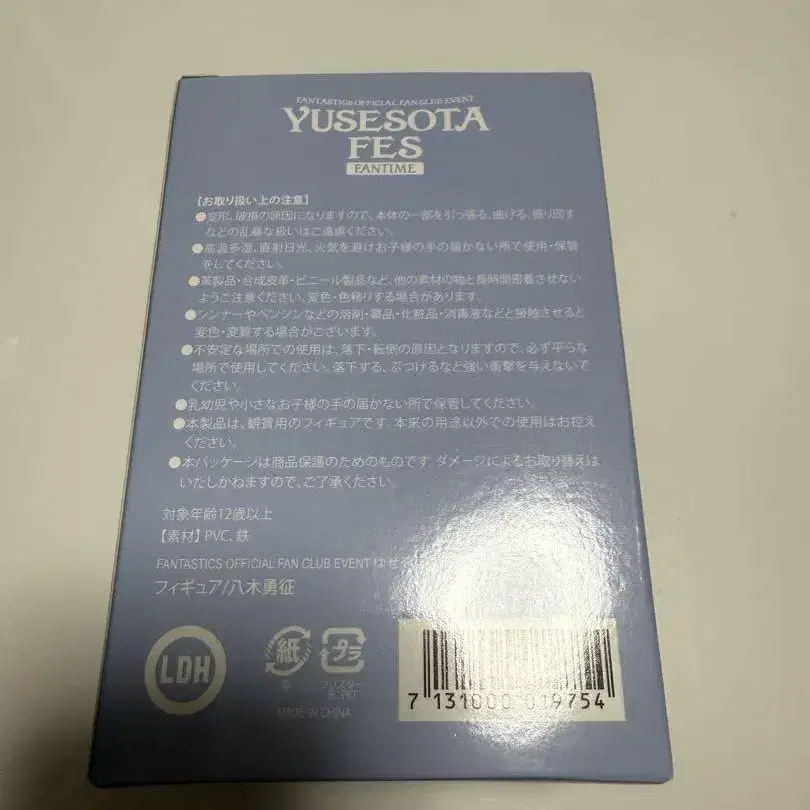 FANTASTICS OFFICIAL FAN CLUB EVENT
YUSESOTA
FES
FANTIME
【お取り扱い上の注意】
●変形、破損の原因になりますので、本体の一部を引っ張る、曲げる、振り回す
などの乱暴な扱いはご遠慮ください。
●高温多湿、直射日光、火気を避けお子様の手の届かない所で使用・保管
をしてください。
●革製品・合成皮革・ビニール製品など、他の素材の物と長時間密着させない
ようご注意ください。変色・色移りする場合があります。
●シンナーやベンジンなどの溶剤・薬品・化粧品・消毒液などと接触させると
変色・変質する場合がございます。
●不安定な場所での使用は、落下・転倒の原因となりますので、必ず平らな
場所で使用してください。落下する、ぶつけるなど強い衝撃を与えないで
ください。
●乳幼児や小さなお子様の手の届かない所で保管してください。
●本製品は、観賞用のフィギュアです。本来の用途以外での使用はお控え
ください。
●本パッケージは商品保護のためのものです。ダメージによるお取り替えは
いたしかねますので、ご了承ください。
対象年齢12歳以上
【素材】PVC、鉄
FANTASTICS OFFICIAL FAN CLUB EVENT ゆせ
フィギュア/八木勇征
LDH
紙
プラ
箱
ブリスター
袋:PET
MADE IN CHINA
7 131000 019754